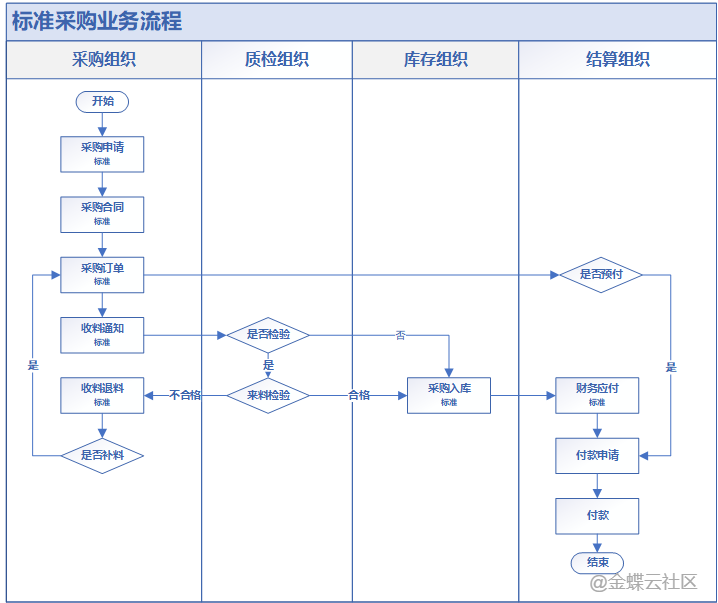 标准采购业务流程
采购组织
质检组织
库存组织
结算组织
开始
采购申请
标准
采购合同
标准
采购订单
标准
是否预付
收料通知
标准
是否检验
否
是
是
是
收料退料
标准
不合格
来料检验
合格
采购入库
标准
财务应付
标准
是否补料
付款申请
付款
结束
@金蝶云社区